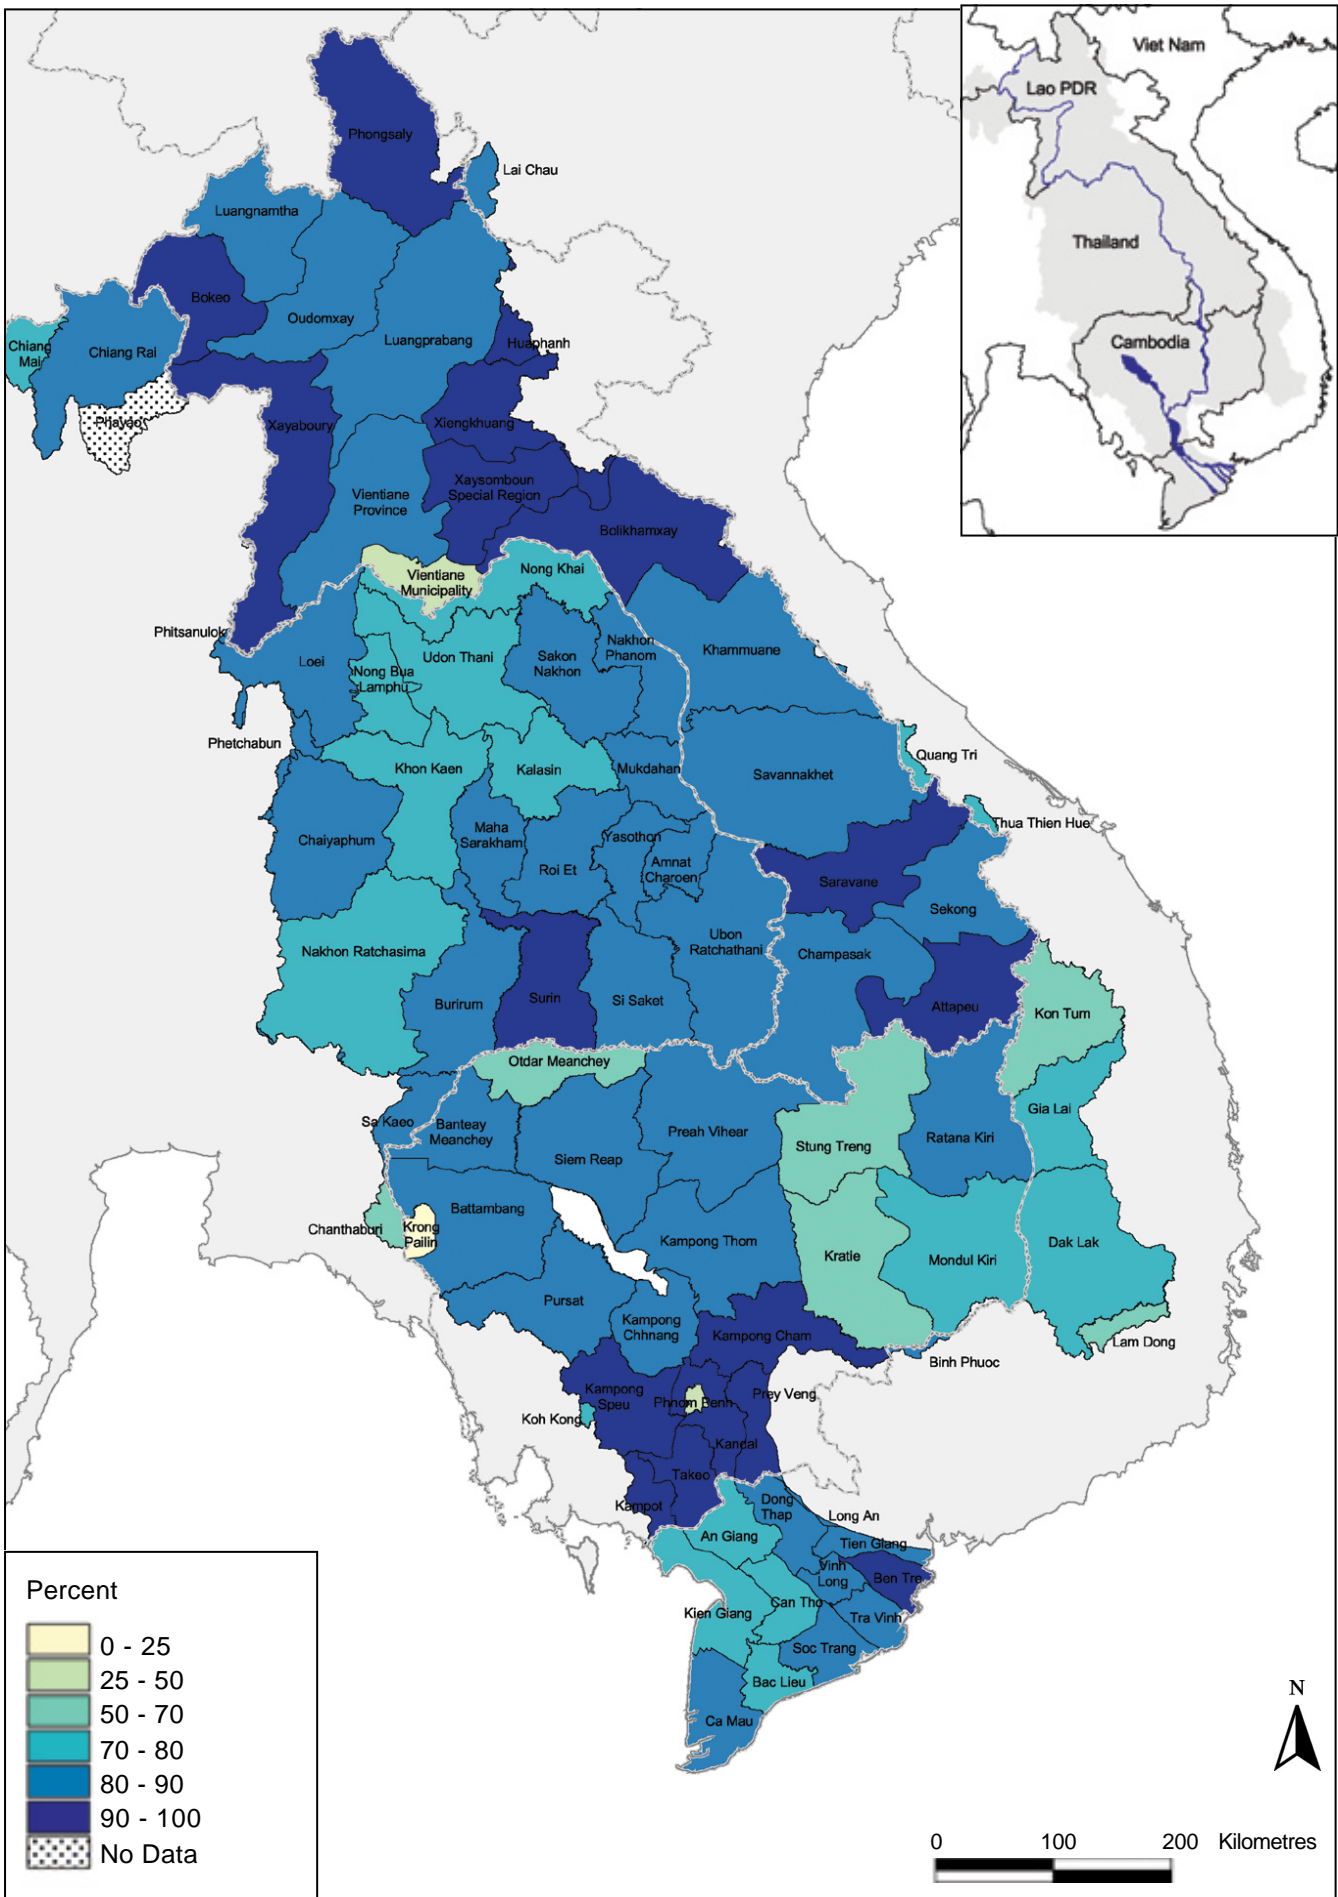 Viet Nam
Lao PDR
Thailand
Cambodia
Phongsaly
Lai Chau
Luangnamtha
Bokeo
Oudomxay
Luangprabang
Huaphanh
Chiang
Mai
Chiang Rai
Phayao
Xayaboury
Xiengkhuang
Xaysomboun
Special Region
Vientiane
Province
Bolikhamxay
Vientiane
Municipality
Nong Khai
Phitsanulok
Loei
Nong Bua
Lamphu
Udon Thani
Sakon
Nakhon
Nakhon
Phanom
Khammuane
Phetchabun
Khon Kaen
Kalasin
Mukdahan
Savannakhet
Quang Tri
Thua Thien Hue
Chaiyaphum
Maha
Sarakham
Roi Et
Yasothon
Amnat
Charoen
Saravane
Sekong
Nakhon Ratchasima
Ubon
Ratchathani
Champasak
Burirum
Surin
Si Saket
Attapeu
Kon Tum
Otdar Meanchey
Gia Lai
Sa Kaeo
Banteay
Meanchey
Siem Reap
Preah Vihear
Stung Treng
Ratana Kiri
Chanthaburi
Krong
Pailin
Battambang
Kampong Thom
Kratie
Mondul Kiri
Dak Lak
Pursat
Kampong
Chhnang
Kampong Cham
Lam Dong
Binh Phuoc
Kampong
Speu
Phnom Penh
Prey Veng
Koh Kong
Kandal
Takeo
Kampot
Dong
Thap
Long An
An Giang
Tien Giang
Vinh
Long
Ben Tre
Can Tho
Kien Giang
Tra Vinh
Soc Trang
Bac Lieu
Ca Mau
Percent
0 - 25
25 - 50
50 - 70
70 - 80
80 - 90
90 - 100
No Data
N
0 100 200 Kilometres